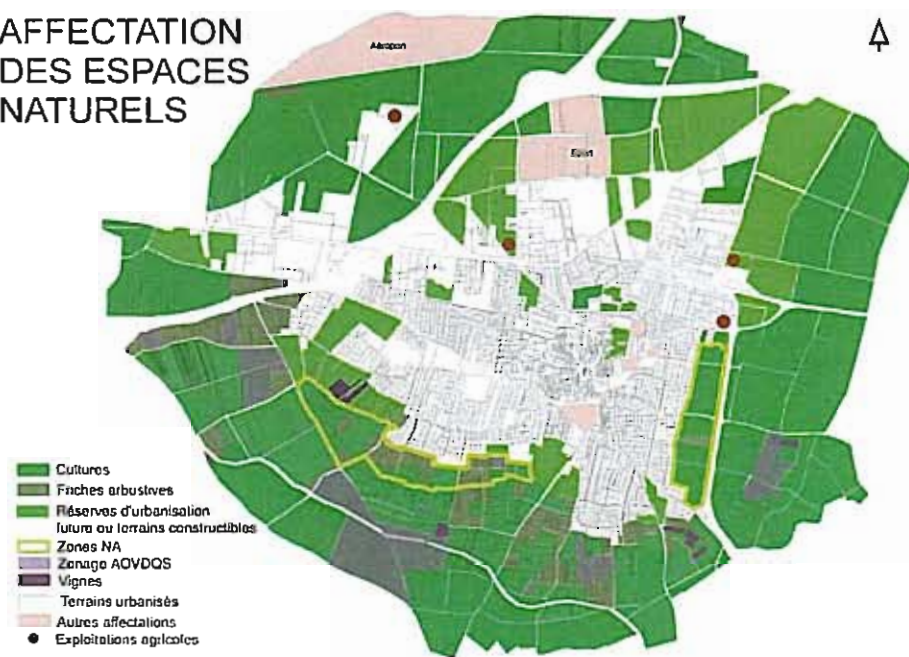 AFFECTATION
DES ESPACES
NATURELS
Aéroport
Cultures
Friches arbustives
Réserves d'urbanisation
future ou terrains constructibles
Zones NA
Zonage AOVDQS
Vignes
Terrains urbanisés
Autres affectations
Exploitations agricoles